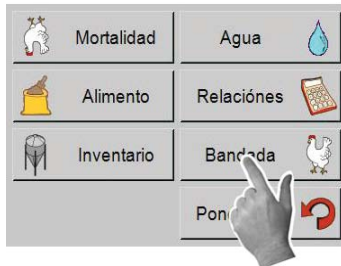 Mortalidad
Agua
Alimento
Relaciónes
Inventario
Bandada